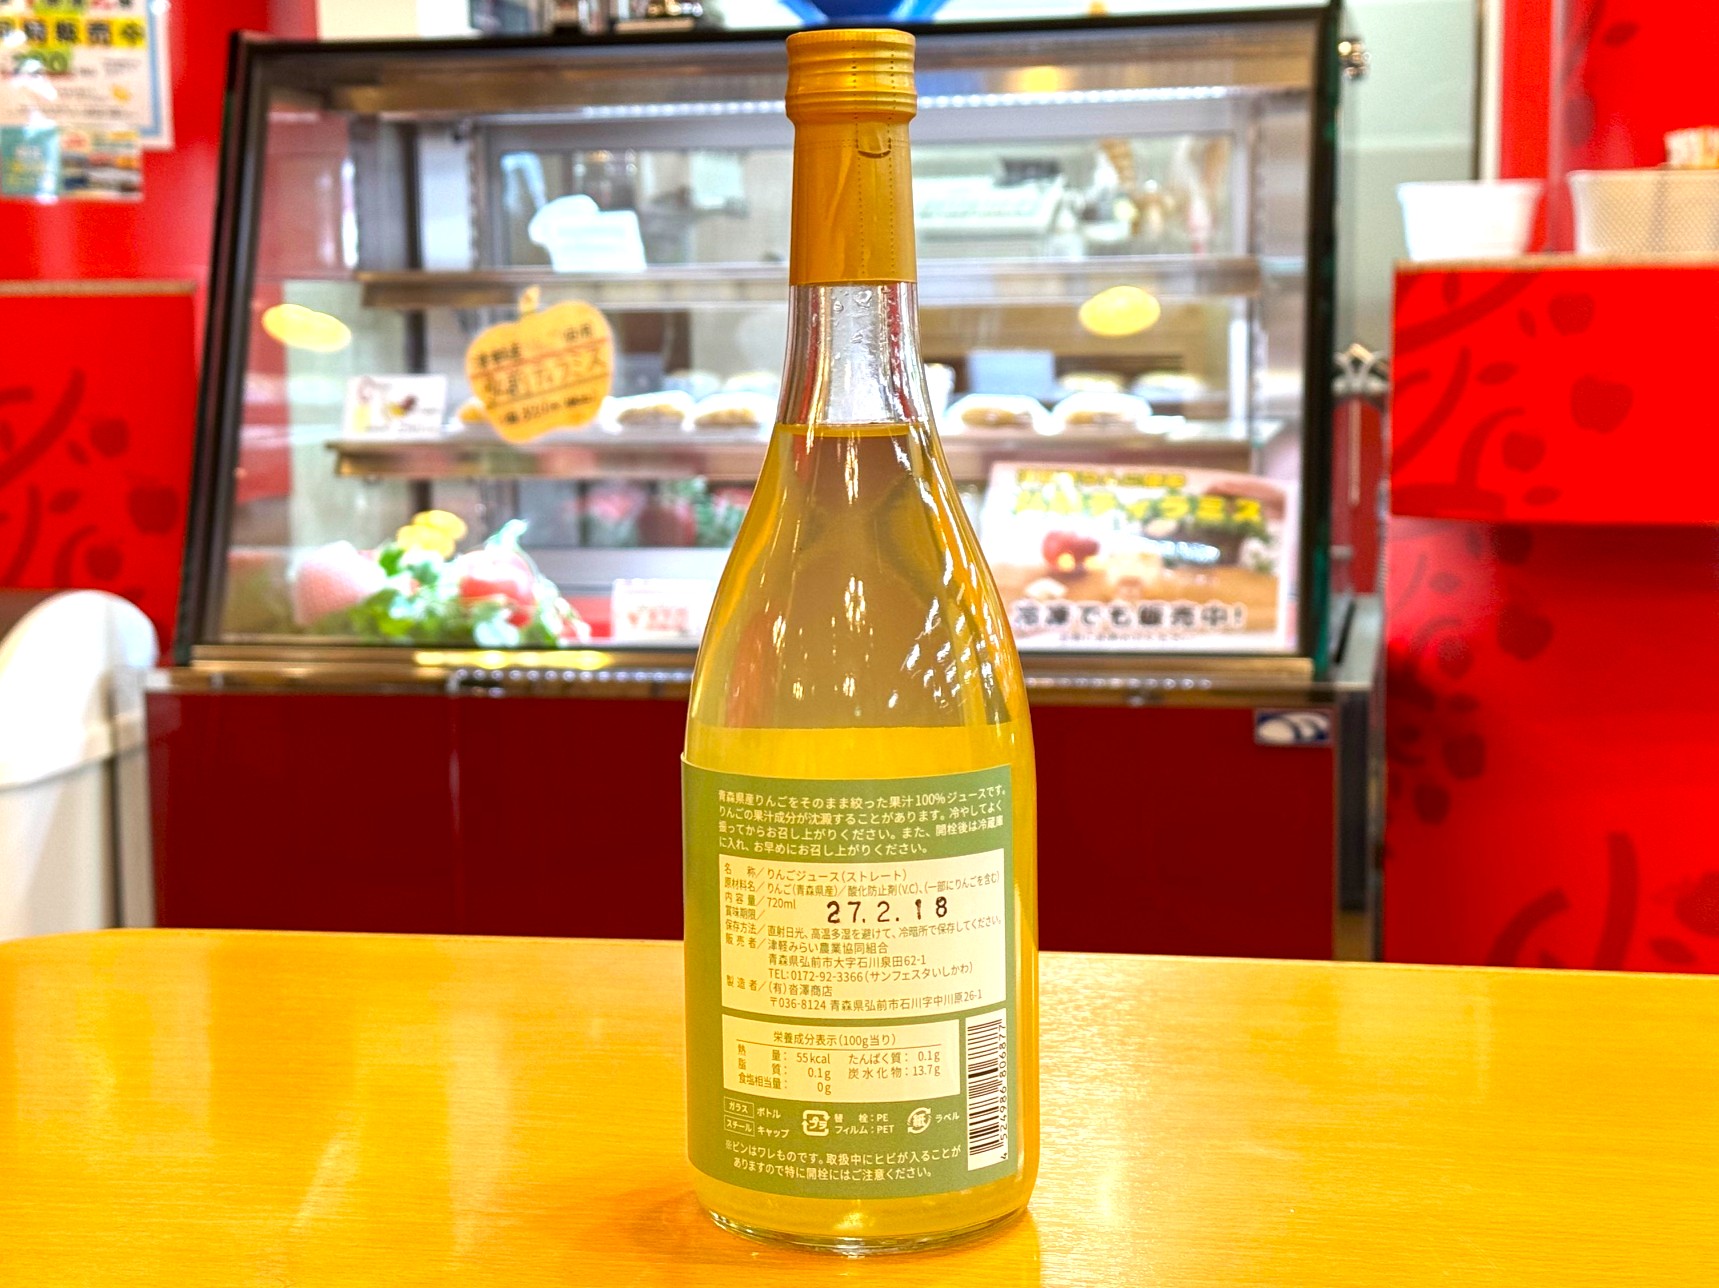 販売中
冷凍でも販売中!
青森県産りんごをそのまま絞った果汁100%ジュースです。
りんごの果汁成分が沈澱することがあります。冷やしてよく
振ってからお召し上がりください。また、開栓後は冷蔵庫
に入れ、お早めにお召し上がりください。
名 称/りんごジュース(ストレート)
原材料名/りんご(青森県産)/酸化防止剤(V.C)、(一部にりんごを含む)
内容量/720ml
賞味期限/ 27.2.18
保存方法/直射日光、高温多湿を避けて、冷暗所で保存してください。
販売者/津軽みらい農業協同組合
青森県弘前市大字石川泉田62-1
TEL:0172-92-3366(サンフェスタいしかわ)
製造者/(有)沓澤商店
〒036-8124 青森県弘前市石川字中川原26-1
栄養成分表示(100g当り)
熱量:55kcal たんぱく質:0.1g
脂質:0.1g 炭水化物:13.7g
食塩相当量:0g
ガラス ボトル
スチール キャップ
プラ 替 栓:PE
フィルム:PET
紙 ラベル
4524986806877
※ビンはワレものです。取扱中にヒビが入ることが
ありますので特に開栓にはご注意ください。